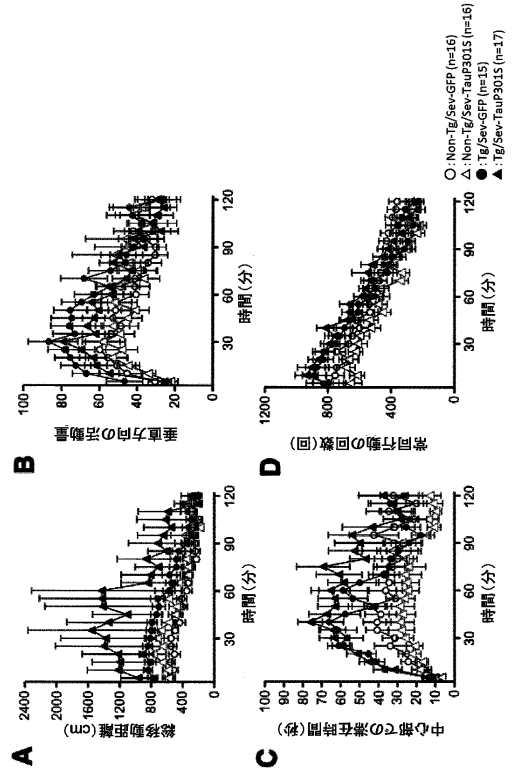 A
総移動距離(cm)
2400
2000
1600
1200
800
400
0
30
60
90
120
時間(分)
B
垂直方向の活動量
100
80
60
40
20
0
30
60
90
120
時間(分)
C
中心部での滞在時間(秒)
100
90
80
70
60
50
40
30
20
10
0
30
60
90
120
時間(分)
D
常同行動の回数(回)
1200
800
400
0
30
60
90
120
時間(分)
○ : Non-Tg/Sev-GFP (n=16)
△ : Non-Tg/Sev-TauP301S (n=16)
● : Tg/Sev-GFP (n=15)
▲ : Tg/Sev-TauP301S (n=17)